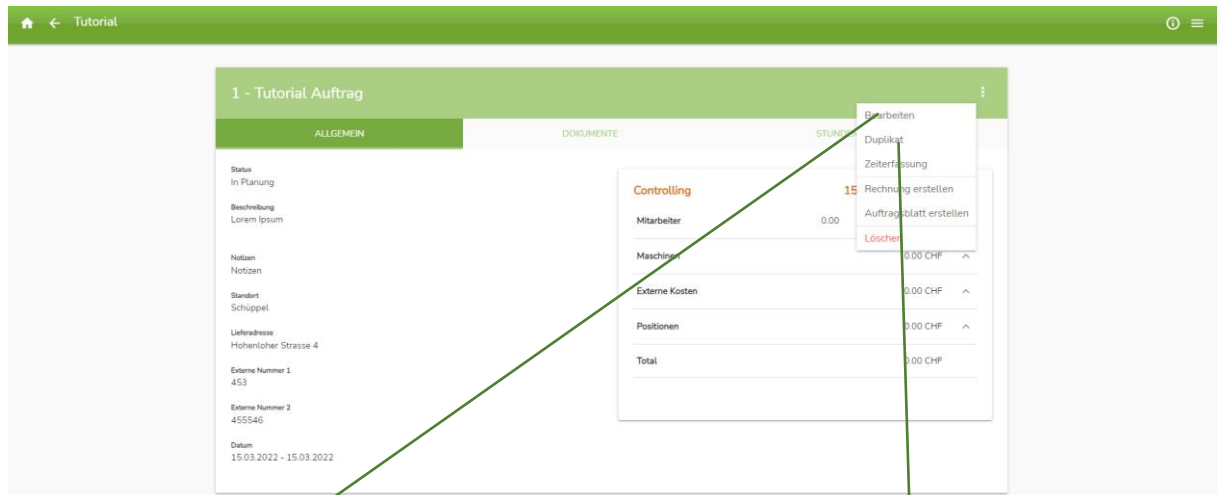 Tutorial
1 - Tutorial Auftrag
ALLGEMEIN
DOKUMENTE
Bearbeiten
Duplikat
Zeiterfassung
Rechnung erstellen
Auftragsblatt erstellen
Löschen
Status
In Planung
Beschreibung
Lorem Ipsum
Notizen
Notizen
Standort
Schüppel
Lieferadresse
Hohenloher Strasse 4
Externe Nummer 1
453
Externe Nummer 2
455546
Datum
15.03.2022 - 15.03.2022
Controlling 15
Mitarbeiter 0.00
Maschinen 0.00 CHF
Externe Kosten 0.00 CHF
Positionen 0.00 CHF
Total 0.00 CHF